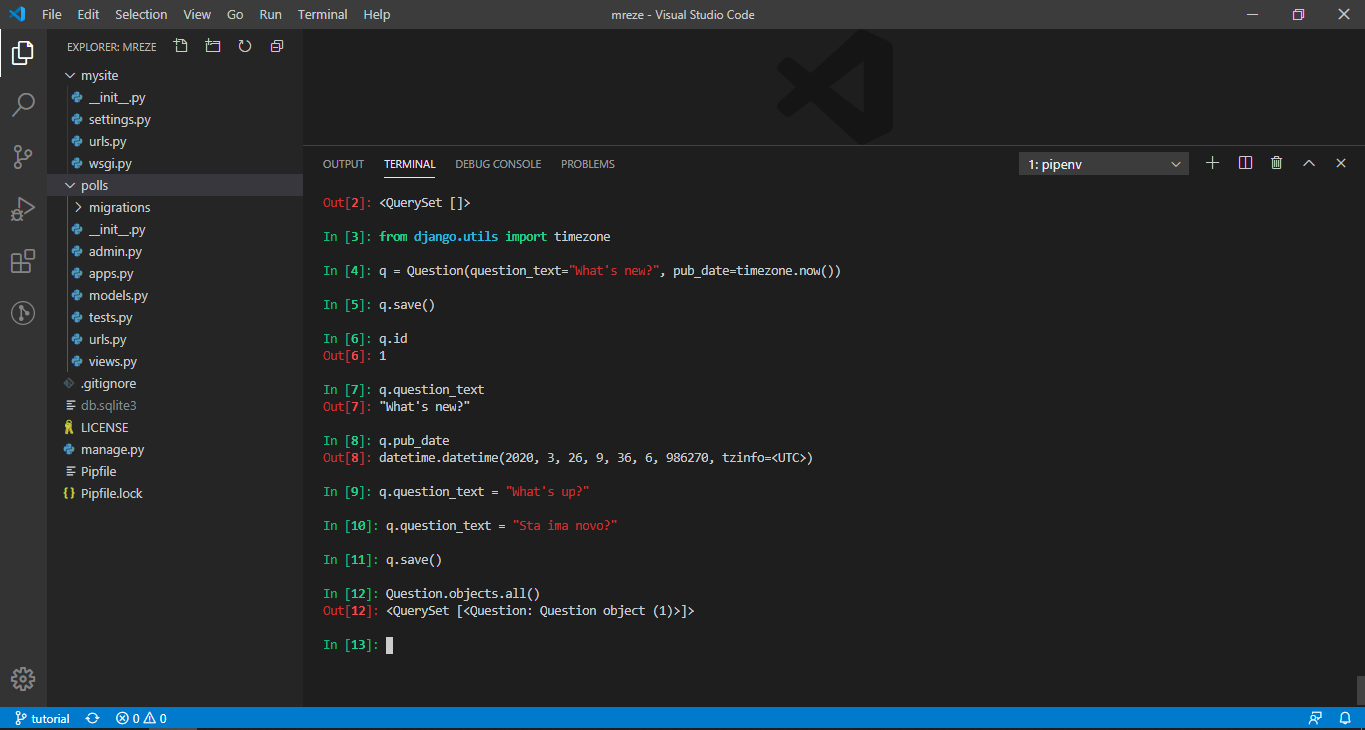 File Edit Selection View Go Run Terminal Help
mreze - Visual Studio Code
EXPLORER: MREZE
mysite
__init__.py
settings.py
urls.py
wsgi.py
polls
migrations
__init__.py
admin.py
apps.py
models.py
tests.py
urls.py
views.py
.gitignore
db.sqlite3
LICENSE
manage.py
Pipfile
{} Pipfile.lock
OUTPUT TERMINAL DEBUG CONSOLE PROBLEMS
1: pipenv
Out[2]: <QuerySet []>
In [3]: from django.utils import timezone
In [4]: q = Question(question_text="What's new?", pub_date=timezone.now())
In [5]: q.save()
In [6]: q.id
Out[6]: 1
In [7]: q.question_text
Out[7]: "What's new?"
In [8]: q.pub_date
Out[8]: datetime.datetime(2020, 3, 26, 9, 36, 6, 986270, tzinfo=<UTC>)
In [9]: q.question_text = "What's up?"
In [10]: q.question_text = "Sta ima novo?"
In [11]: q.save()
In [12]: Question.objects.all()
Out[12]: <QuerySet [<Question: Question object (1)>]>
In [13]:
tutorial 0 0